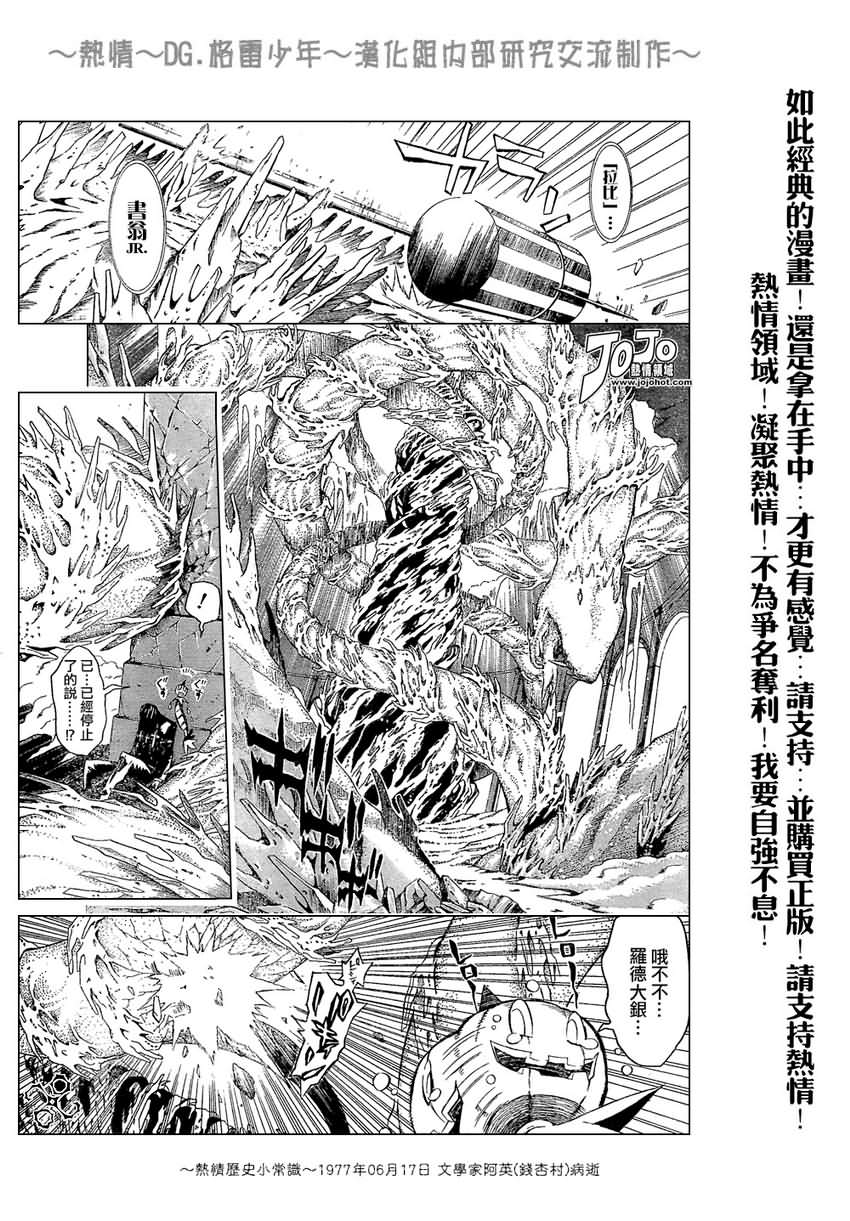 ～熱情～DG.格雷少年～漢化組内部研究交流制作～
如此經典的漫畫！還是拿在手中…才更有感覺…請支持…並購買正版！請支持熱情！
熱情領域！凝聚熱情！不為爭名奪利！我要自強不息！
「拉比」…
書翁
JR.
JOJO
熱情領域
www.jojohot.com
！
已…已經停止
了的說……!?
哦不不…
羅德大銀…
～熱情歷史小常識～1977年06月17日 文學家阿英(錢杏村)病逝